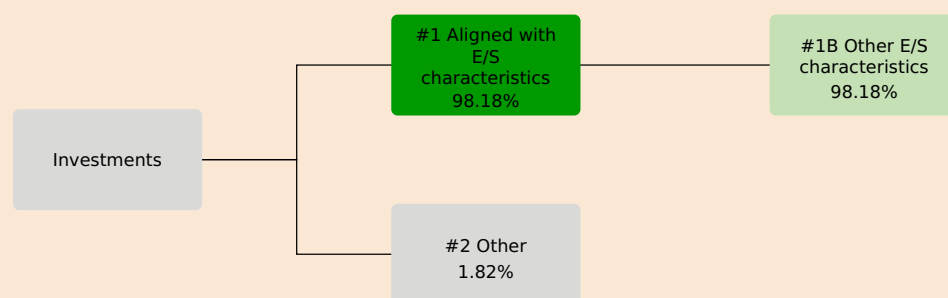 #1 Aligned with
E/S
characteristics
98.18%
#1B Other E/S
characteristics
98.18%
Investments
#2 Other
1.82%